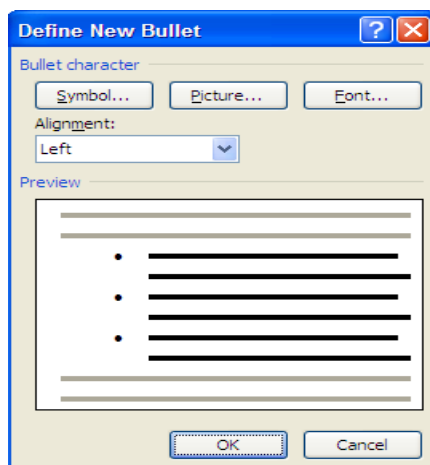 Define New Bullet
Bullet character
Symbol... Picture... Font...
Alignment:
Left
Preview
OK Cancel